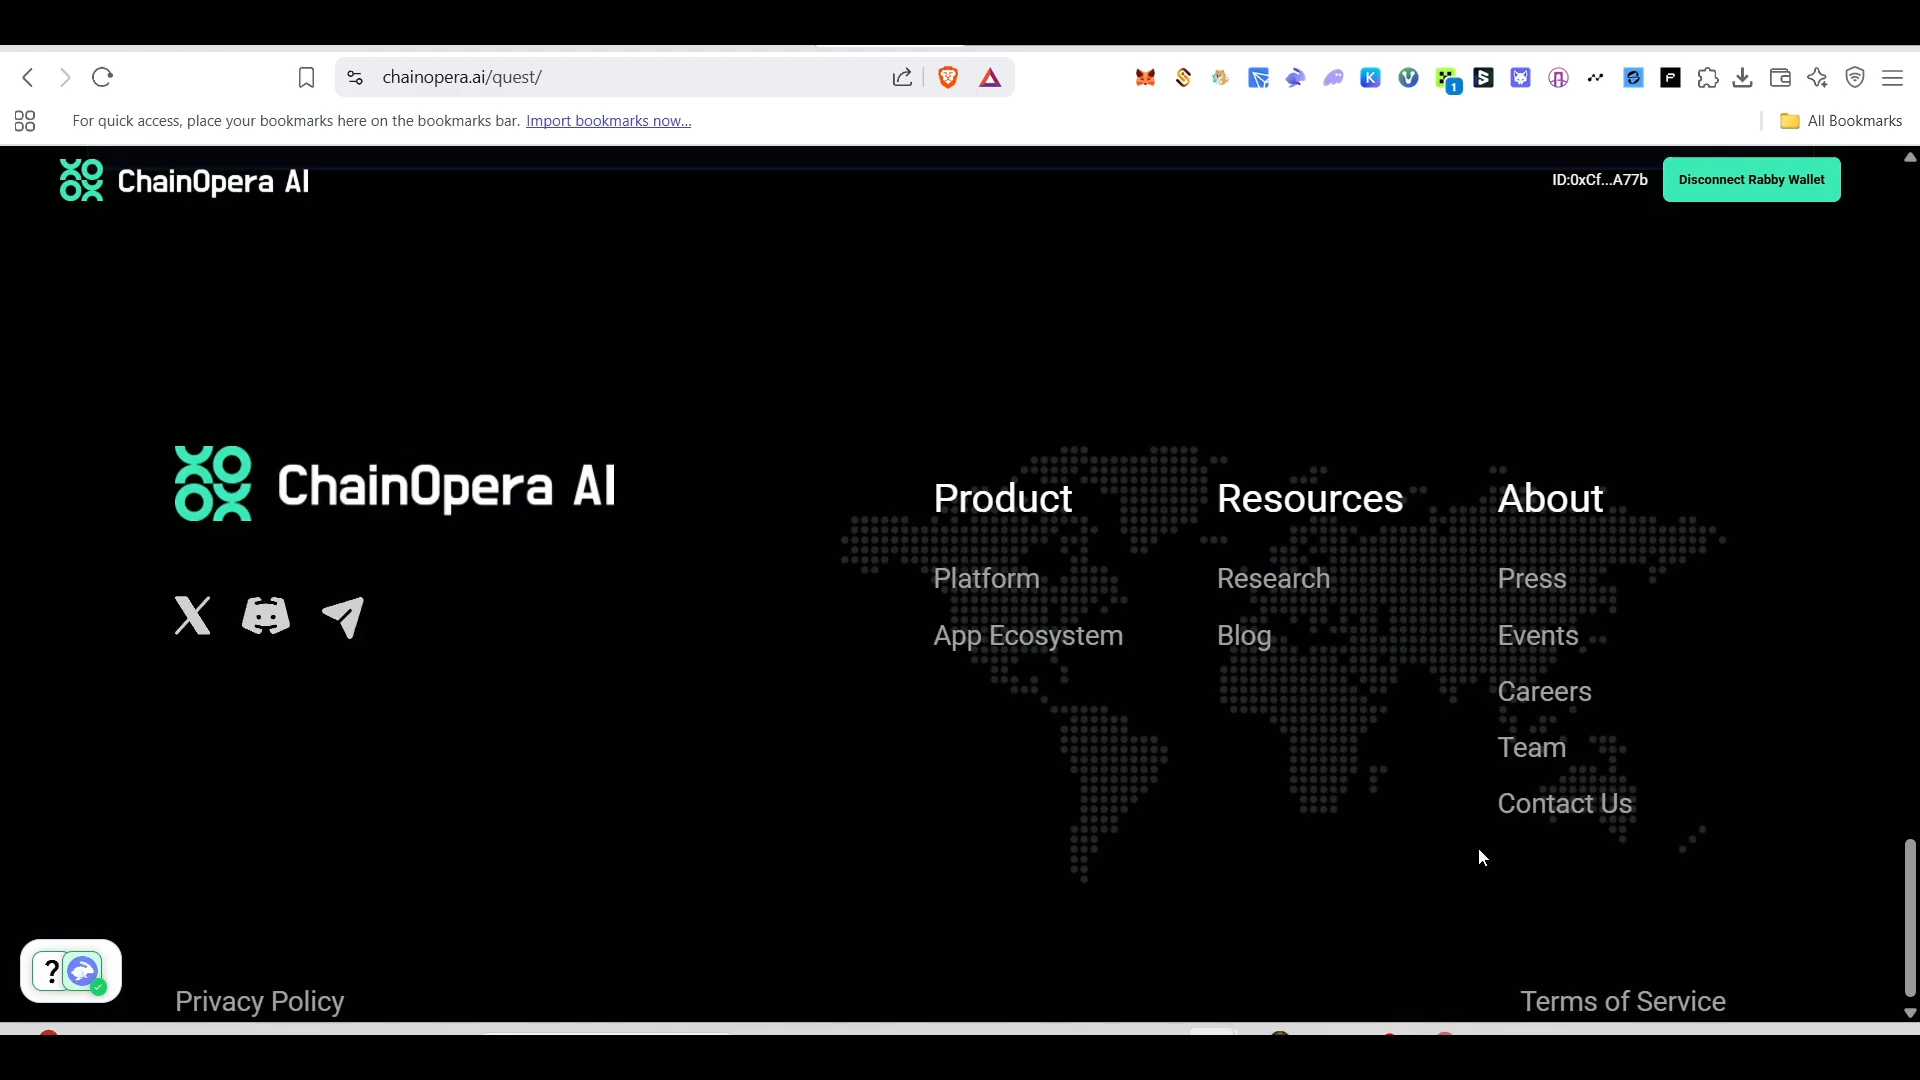 chainopera.ai/quest/
1
For quick access, place your bookmarks here on the bookmarks bar. Import bookmarks now...
All Bookmarks
ChainOpera AI
ID:0xCf...A77b
Disconnect Rabby Wallet
ChainOpera AI
Product
Resources
About
Platform
Research
Press
App Ecosystem
Blog
Events
Careers
Team
Contact Us
?
Privacy Policy
Terms of Service